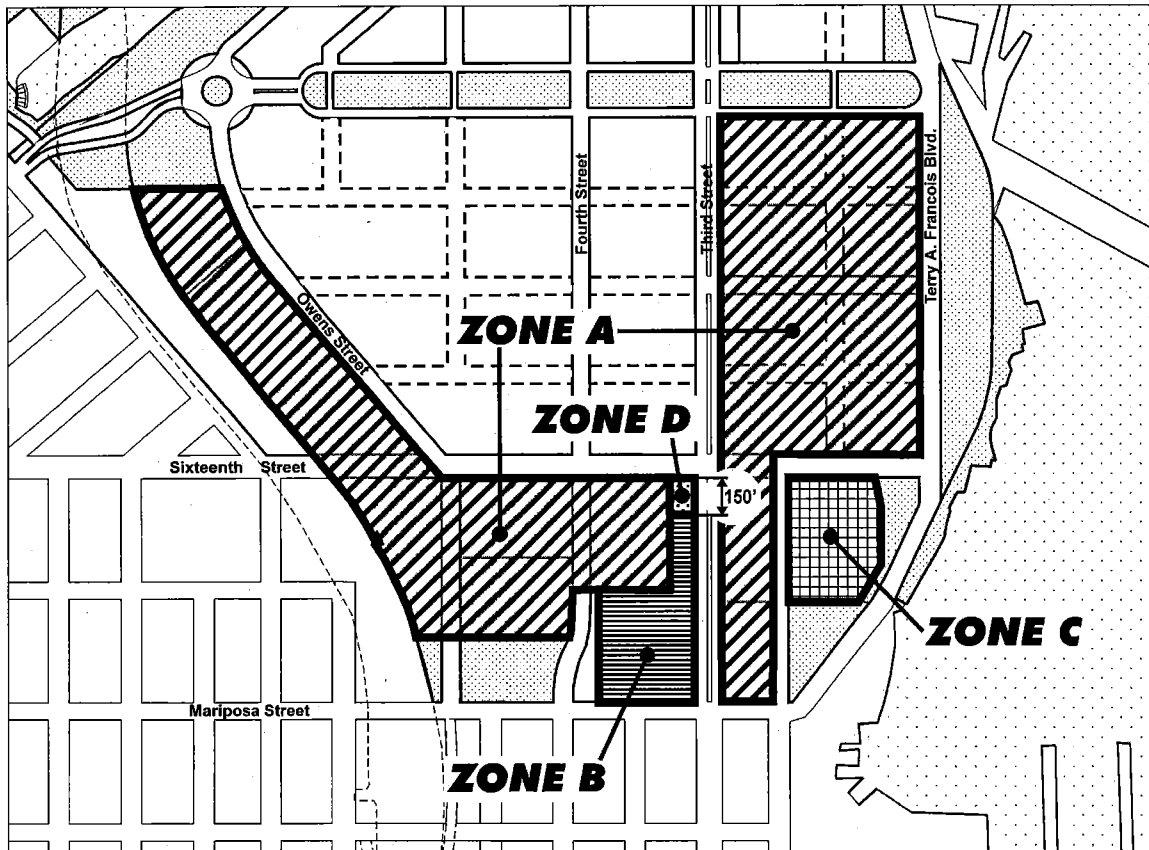 Fourth Street
Third Street
Terry A. Francois Blvd.
Owens Street
ZONE A
ZONE D
Sixteenth Street
150'
ZONE C
Mariposa Street
ZONE B